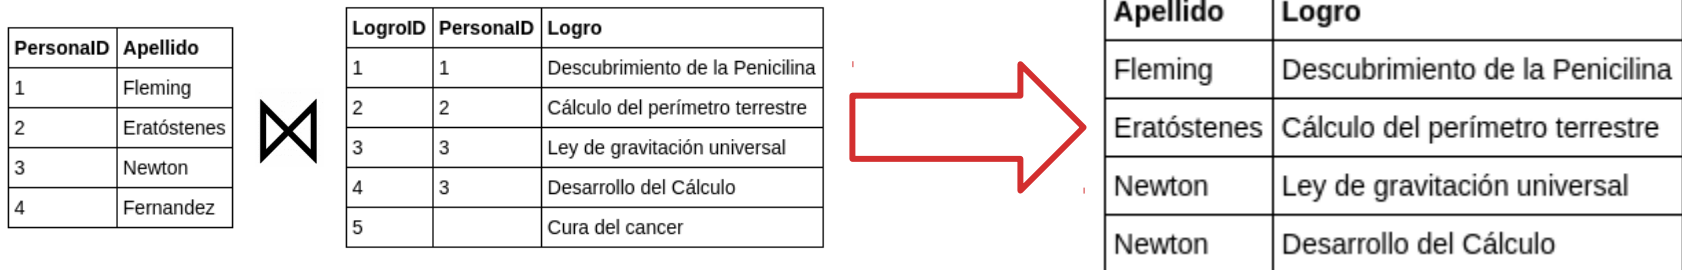 PersonaID Apellido
1 Fleming
2 Eratóstenes
3 Newton
4 Fernandez
LogroID PersonaID Logro
1 1 Descubrimiento de la Penicilina
2 2 Cálculo del perímetro terrestre
3 3 Ley de gravitación universal
4 3 Desarrollo del Cálculo
5 Cura del cancer
Apellido Logro
Fleming Descubrimiento de la Penicilina
Eratóstenes Cálculo del perímetro terrestre
Newton Ley de gravitación universal
Newton Desarrollo del Cálculo